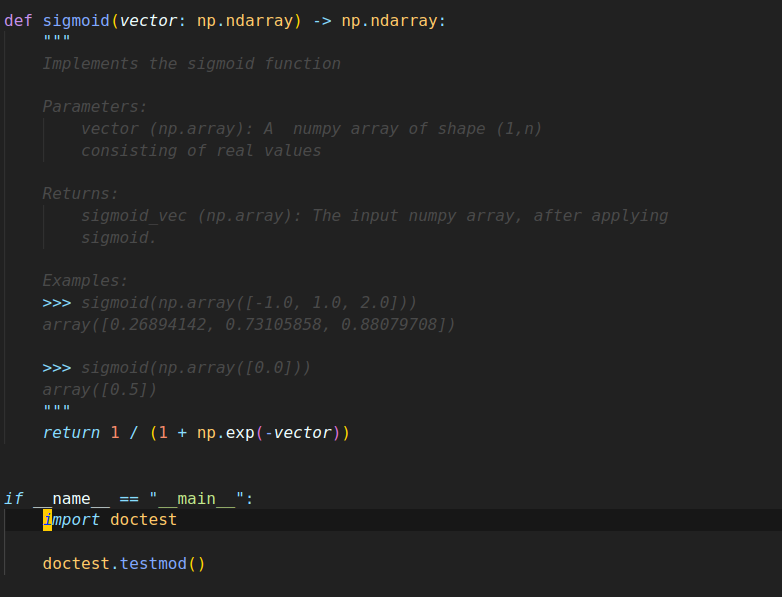 def sigmoid(vector: np.ndarray) -> np.ndarray:
    """
    Implements the sigmoid function

    Parameters:
        vector (np.array): A  numpy array of shape (1,n)
        consisting of real values

    Returns:
        sigmoid_vec (np.array): The input numpy array, after applying
        sigmoid.

    Examples:
    >>> sigmoid(np.array([-1.0, 1.0, 2.0]))
    array([0.26894142, 0.73105858, 0.88079708])

    >>> sigmoid(np.array([0.0]))
    array([0.5])
    """
    return 1 / (1 + np.exp(-vector))


if __name__ == "__main__":
    import doctest

    doctest.testmod()